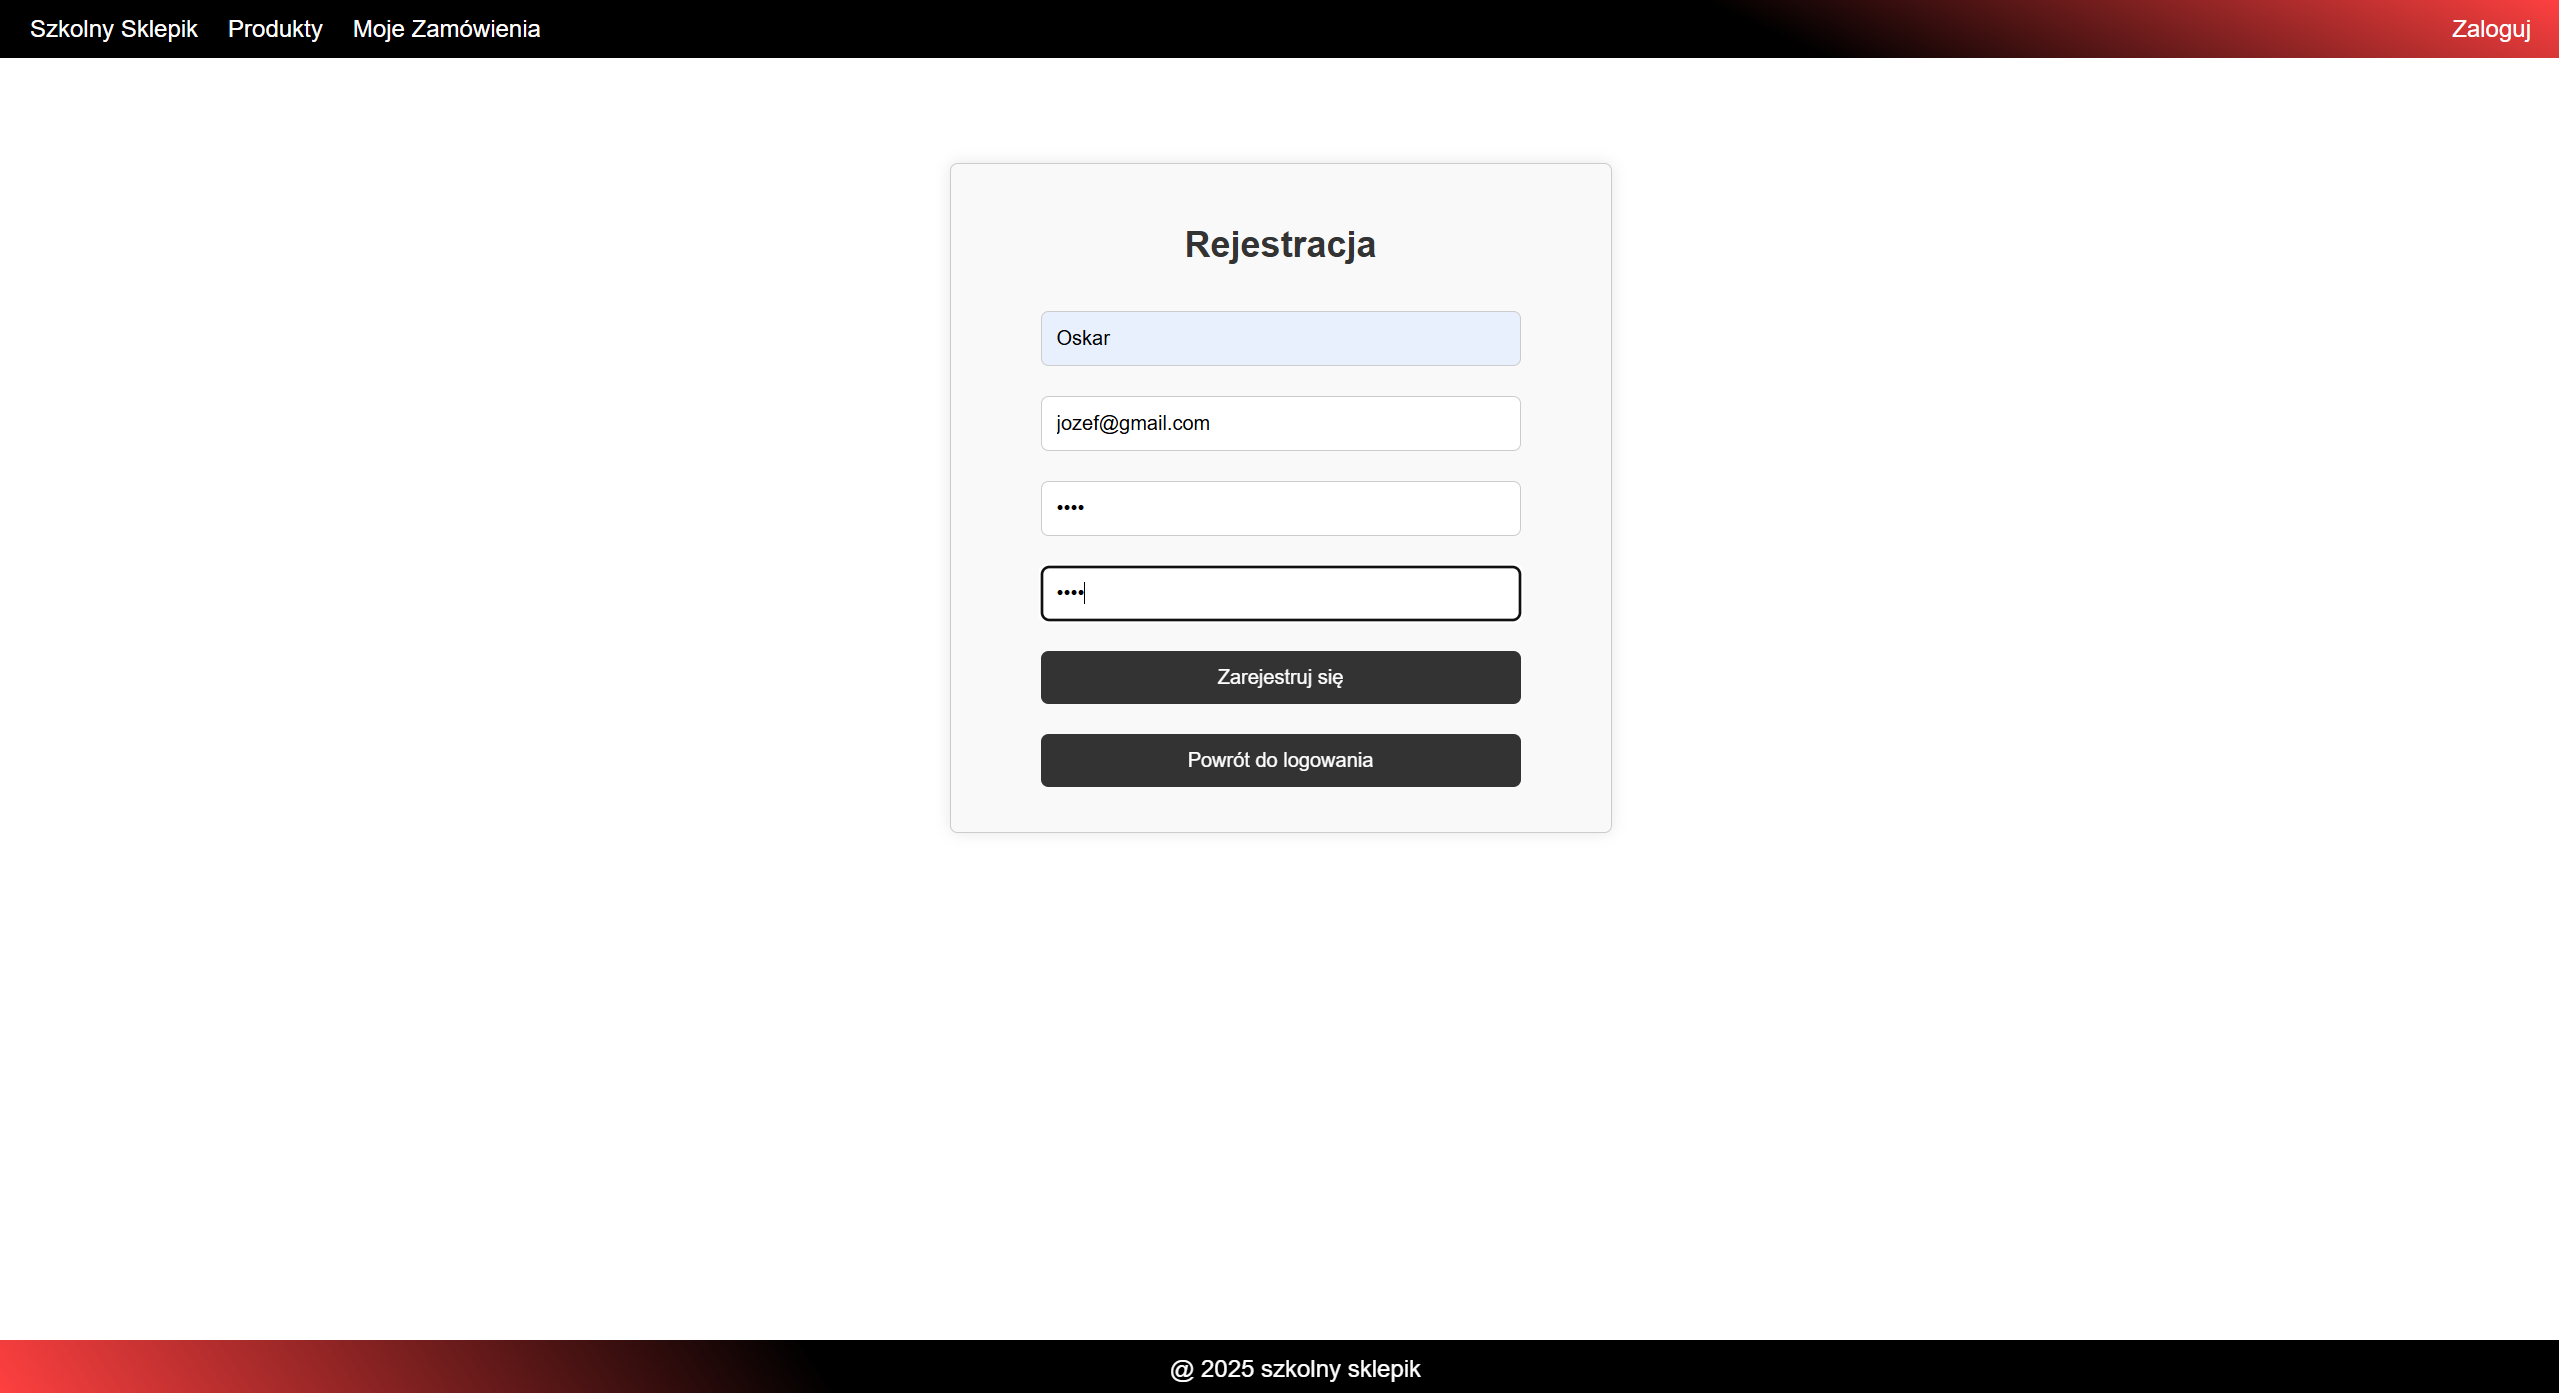 Szkolny Sklepik Produkty Moje Zamówienia Zaloguj
Rejestracja
Oskar
jozef@gmail.com
••••
••••
Zarejestruj się
Powrót do logowania
@ 2025 szkolny sklepik